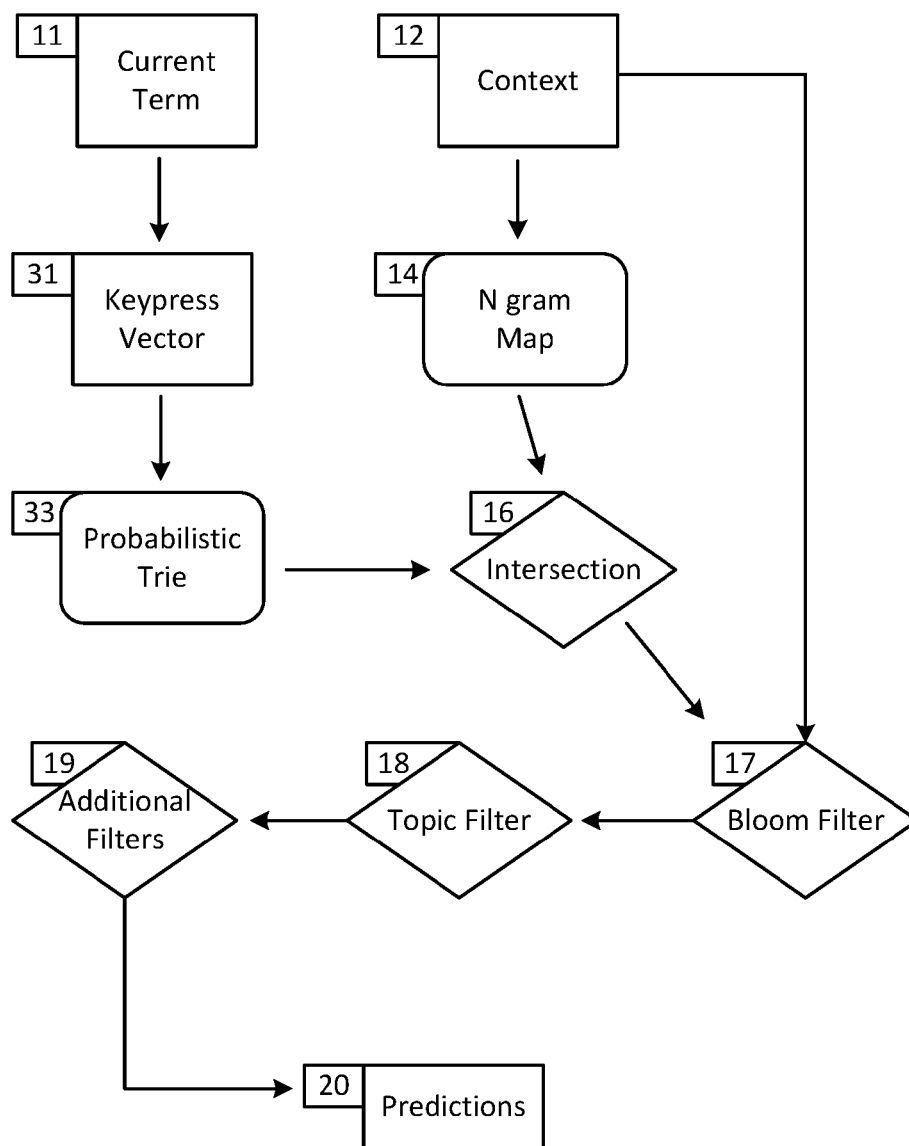 11
Current
Term
12
Context
31
Keypress
Vector
14
N gram
Map
33
Probabilistic
Trie
16
Intersection
19
Additional
Filters
18
Topic Filter
17
Bloom Filter
20
Predictions